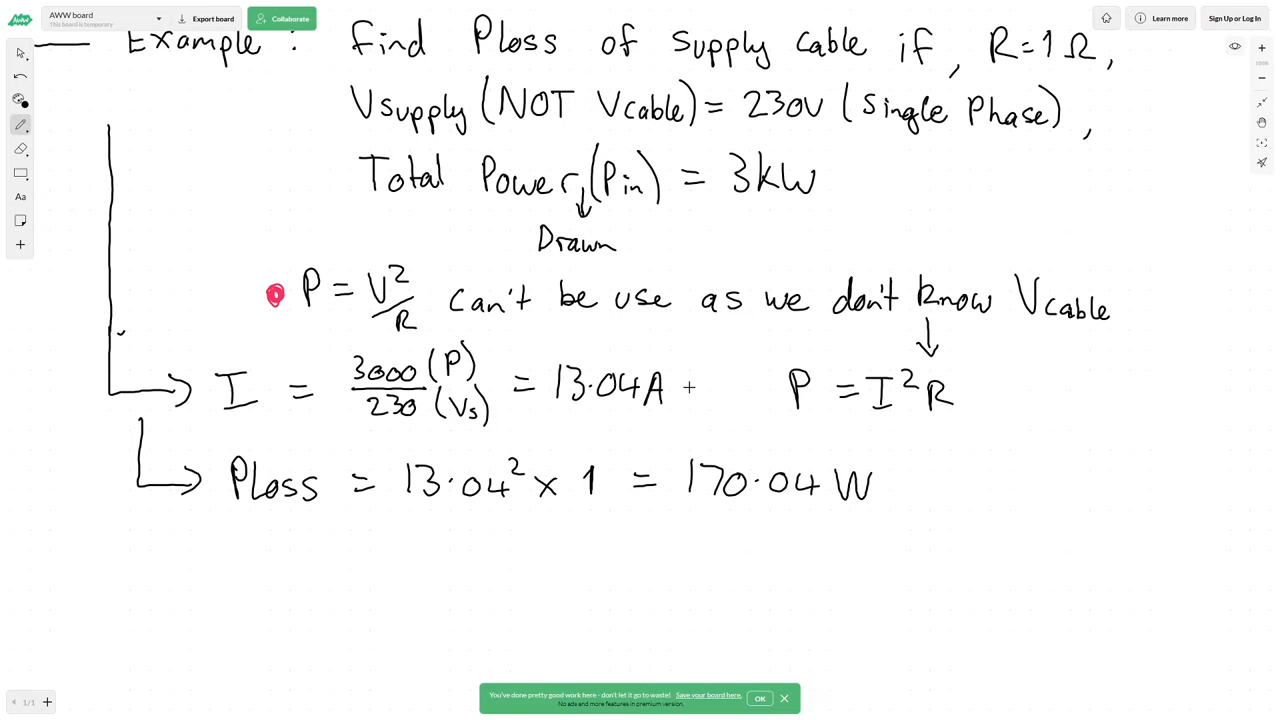 AWW board
This board is temporary
Export board
Collaborate
Learn more
Sign Up or Log In
Example : find Ploss of supply cable if, R=1Ω,
Vsupply (NOT Vcable) = 230V (Single Phase),
Total Power (Pin) = 3kW
Drawn
P = V²/R can't be use as we don't know Vcable
I = 3000 (P) / 230 (Vs) = 13.04A P = I²R
Ploss = 13.04² x 1 = 170.04 W
Aa
100%
1/1
You've done pretty good work here - don't let it go to waste! Save your board here.
No ads and more features in premium version.
OK